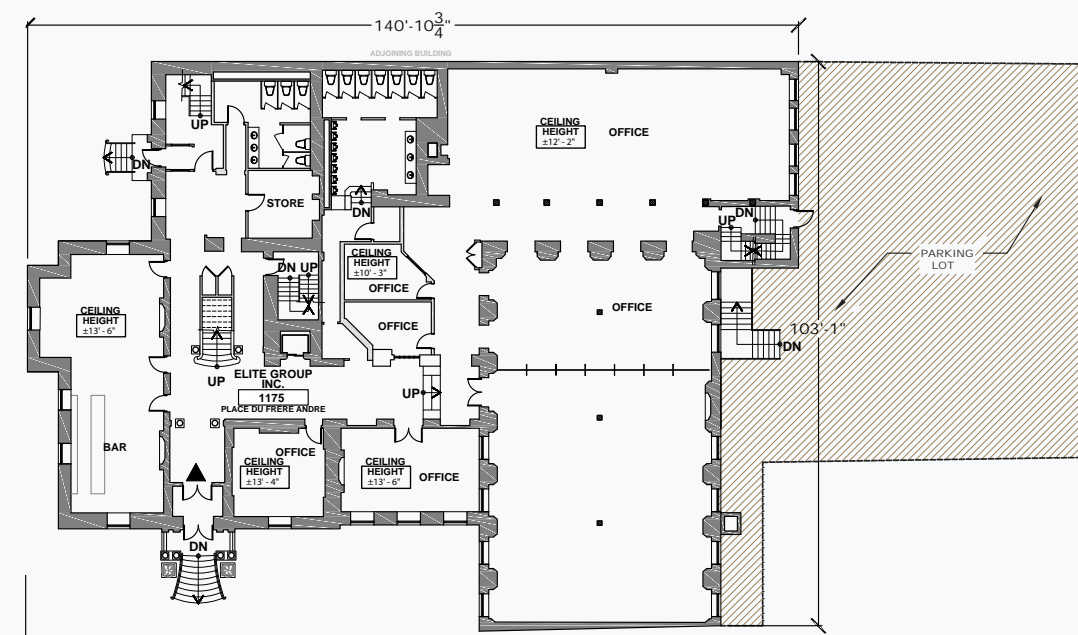 140'-10 3/4"
ADJOINING BUILDING
UP
CEILING
HEIGHT
±12' - 2"
OFFICE
DN
STORE
DN
UP
DN
DN UP
CEILING
HEIGHT
±10' - 3"
OFFICE
PARKING
LOT
CEILING
HEIGHT
±13' - 6"
OFFICE
OFFICE
103'-1"
DN
UP
ELITE GROUP
INC.
1175
PLACE DU FRERE ANDRE
UP
BAR
OFFICE
CEILING
HEIGHT
±13' - 4"
CEILING
HEIGHT
±13' - 6"
OFFICE
DN